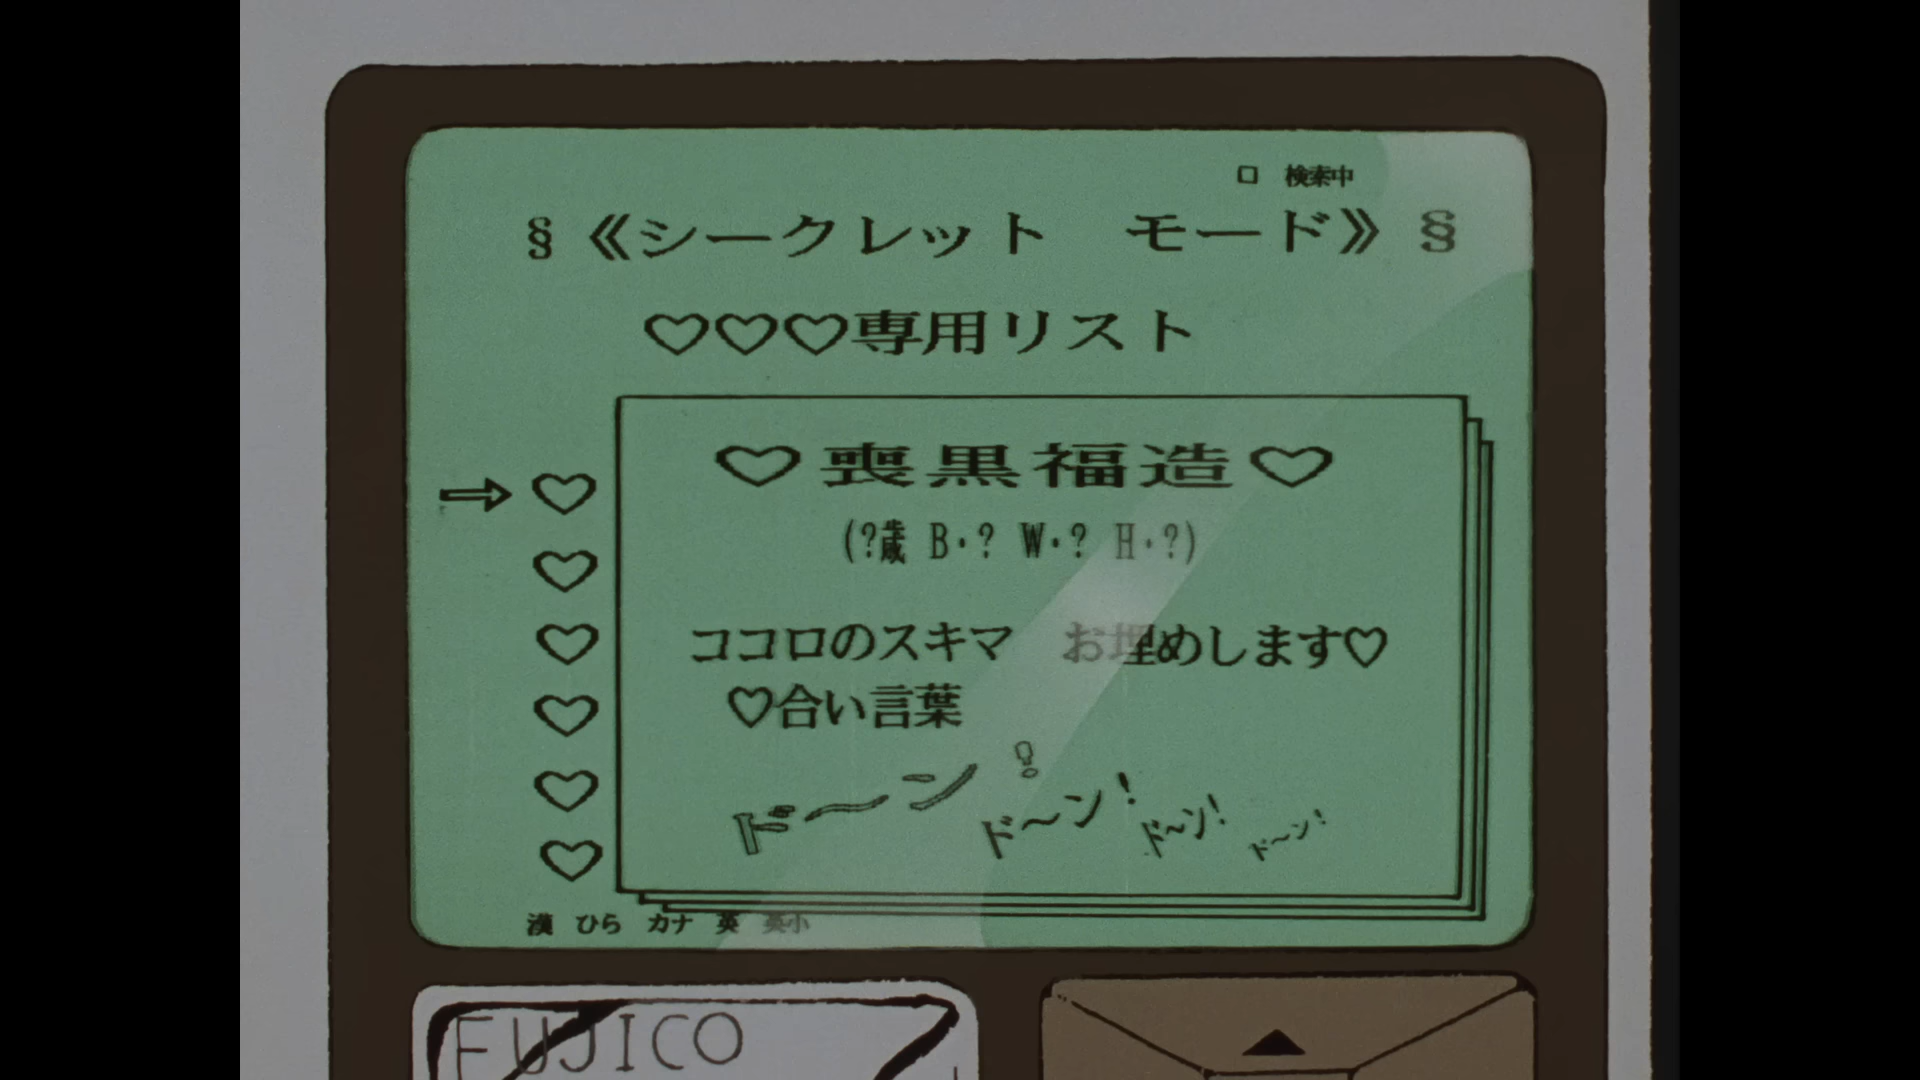 □ 検索中
§《シークレット　モード》§
♡♡♡専用リスト
⇨ ♡
♡喪黒福造♡
(?歳 B・? W・? H・?)
ココロのスキマ　お埋めします♡
♡合い言葉
ド〜ン! ド〜ン! ド〜ン! ド〜ン!
漢 ひら カナ 英 英小
FUJICO